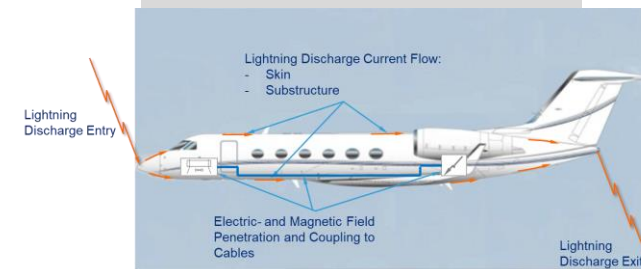 Lightning Discharge Current Flow:
- Skin
- Substructure
Lightning
Discharge Entry
Electric- and Magnetic Field
Penetration and Coupling to
Cables
Lightning
Discharge Exit